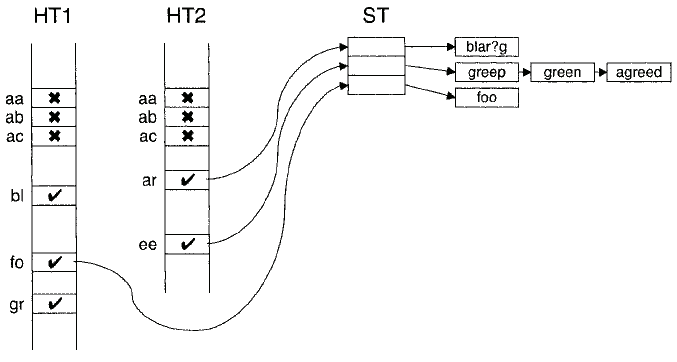 HT1 HT2 ST
blar?g
greep green agreed
foo
aa ✖ aa ✖
ab ✖ ab ✖
ac ✖ ac ✖
ar ✔
bl ✔
ee ✔
fo ✔
gr ✔